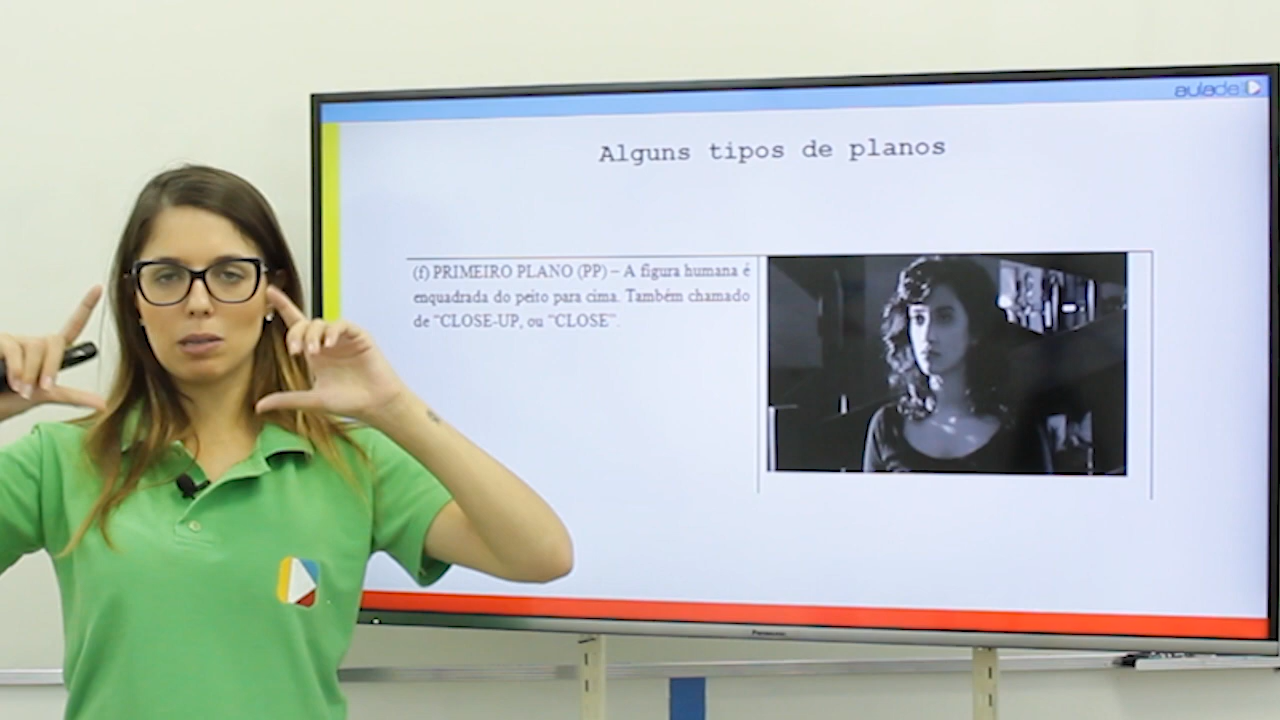 aulade
Alguns tipos de planos
(f) PRIMEIRO PLANO (PP) – A figura humana é
enquadrada do peito para cima. Também chamado
de "CLOSE-UP, ou "CLOSE".
Panasonic